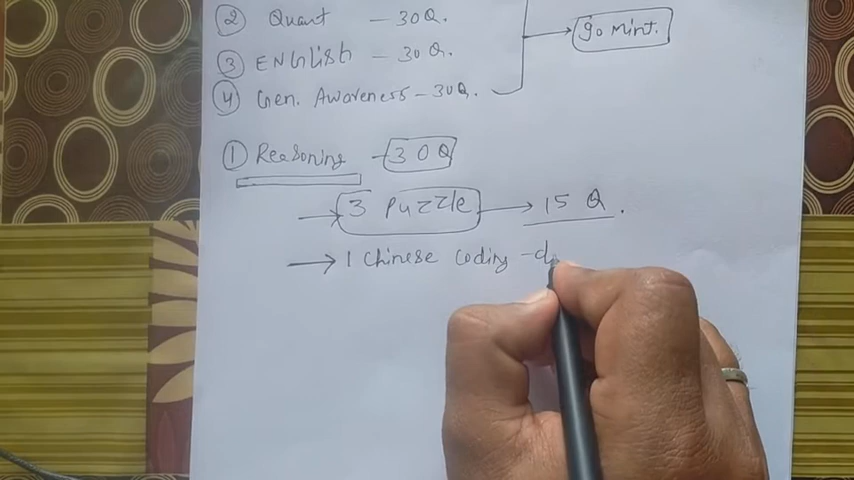 ② Quant — 30Q.
③ ENGlish — 30 Q.
90 Mint.
④ Gen. Awareness — 30Q.
① Reasoning — 30Q
→ 3 Puzzle → 15 Q.
→ 1 Chinese Coding –